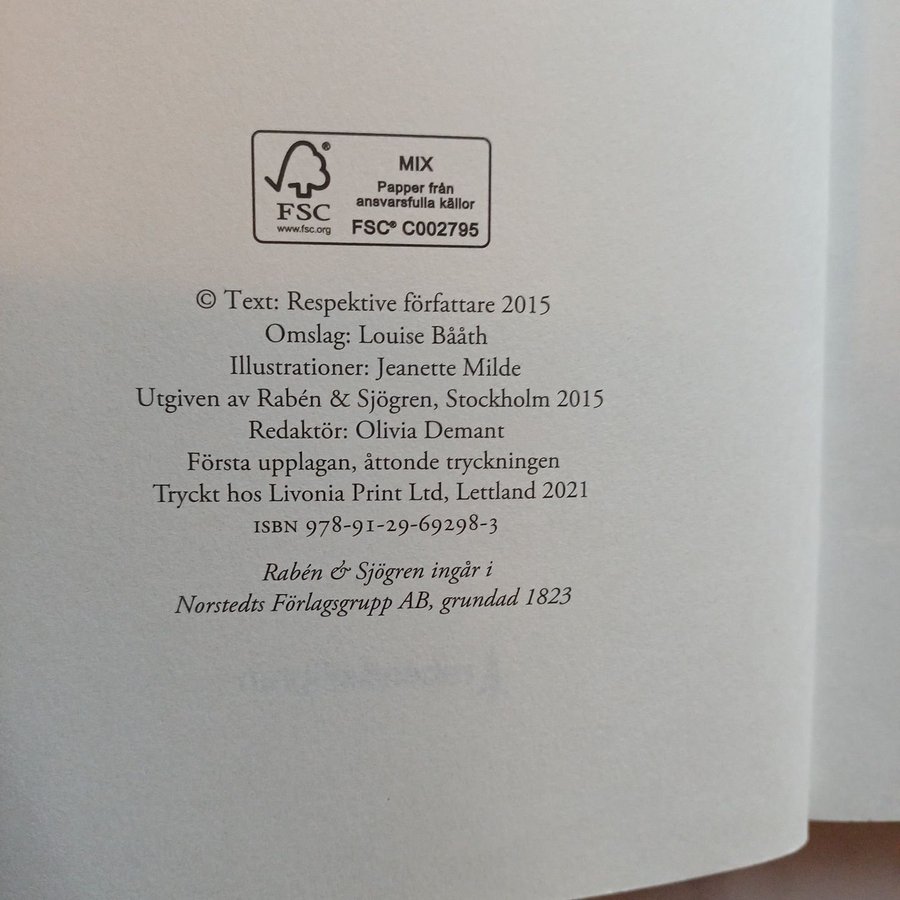 FSC®
www.fsc.org
MIX
Papper från
ansvarsfulla källor
FSC® C002795
© Text: Respektive författare 2015
Omslag: Louise Bååth
Illustrationer: Jeanette Milde
Utgiven av Rabén & Sjögren, Stockholm 2015
Redaktör: Olivia Demant
Första upplagan, åttonde tryckningen
Tryckt hos Livonia Print Ltd, Lettland 2021
ISBN 978-91-29-69298-3
Rabén & Sjögren ingår i
Norstedts Förlagsgrupp AB, grundad 1823